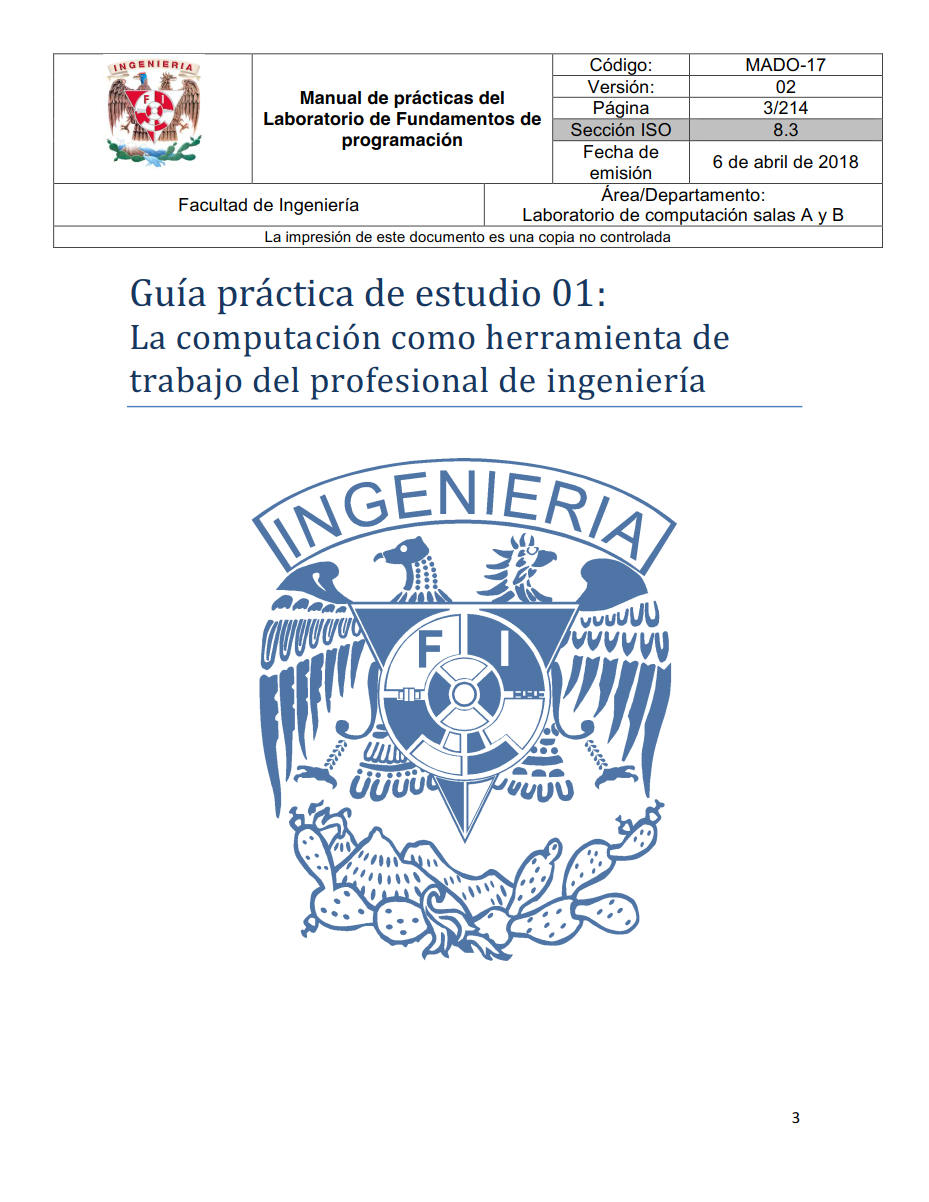 INGENIERIA
F I
Manual de prácticas del
Laboratorio de Fundamentos de
programación
Código: MADO-17
Versión: 02
Página 3/214
Sección ISO 8.3
Fecha de
emisión
6 de abril de 2018
Facultad de Ingeniería
Área/Departamento:
Laboratorio de computación salas A y B
La impresión de este documento es una copia no controlada
Guía práctica de estudio 01:
La computación como herramienta de
trabajo del profesional de ingeniería
INGENIERIA
F I
3